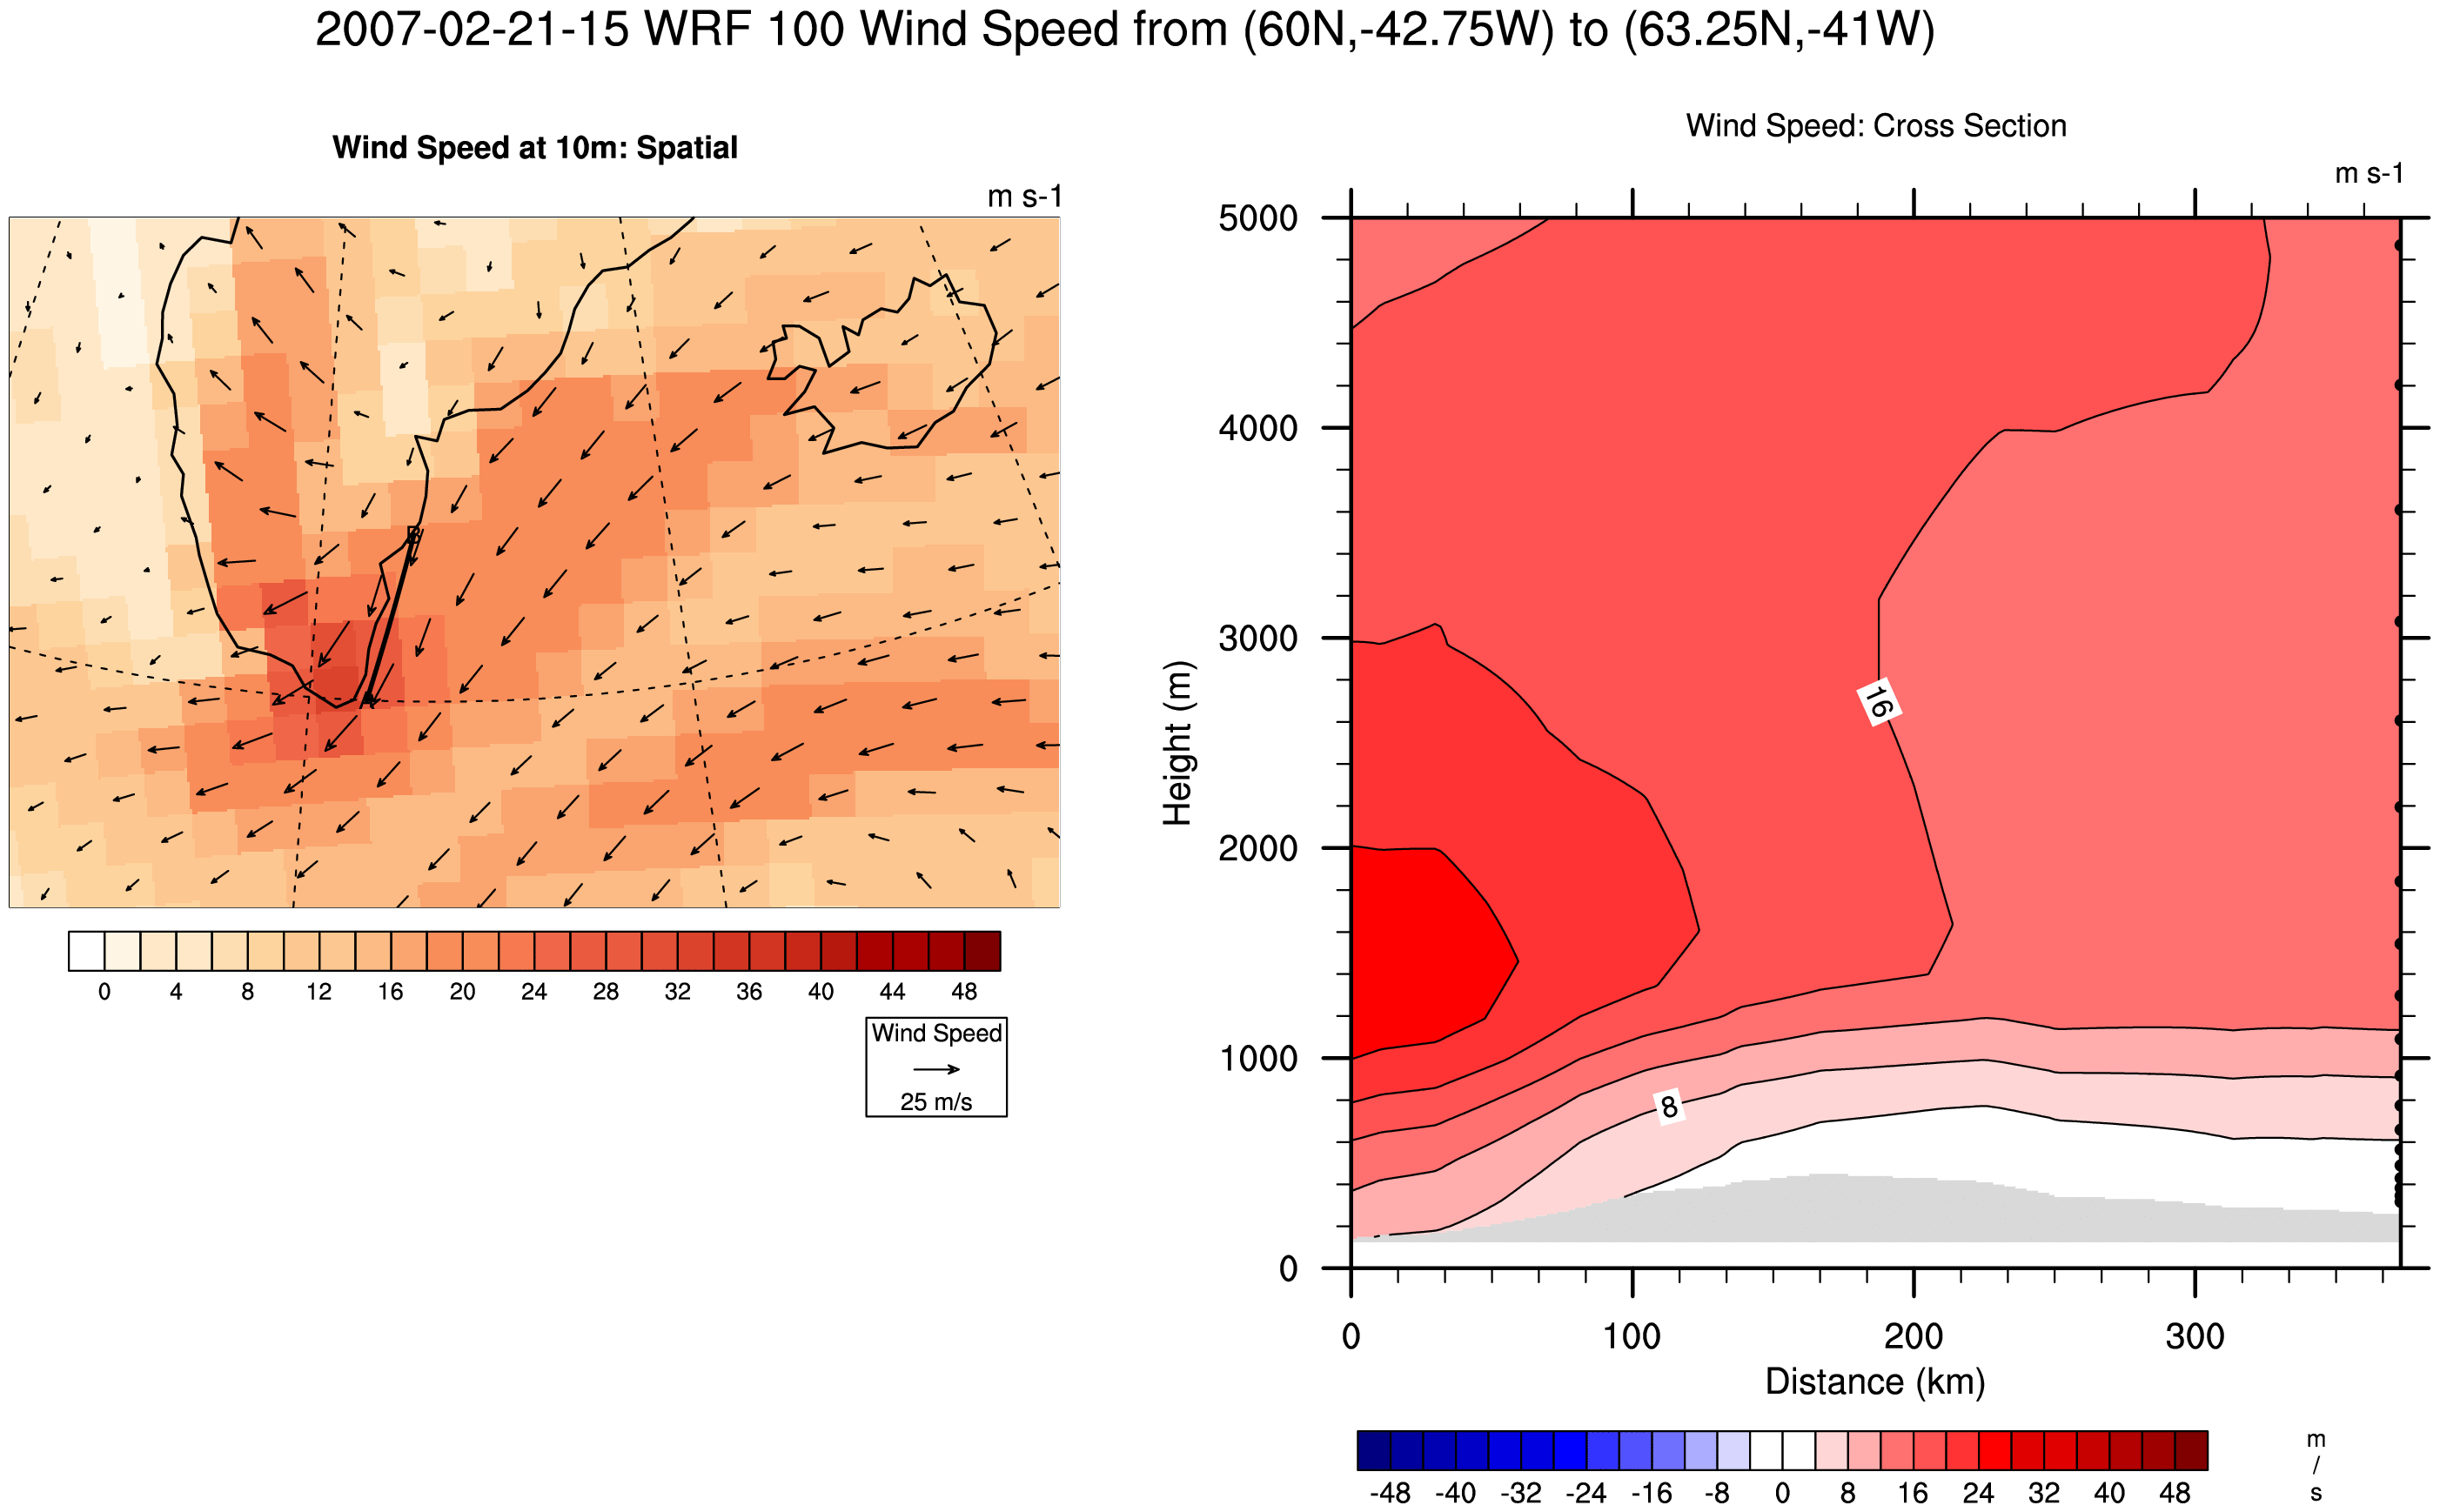 2007-02-21-15 WRF 100 Wind Speed from (60N,-42.75W) to (63.25N,-41W)
Wind Speed at 10m: Spatial
m s-1
B
A
0 4 8 12 16 20 24 28 32 36 40 44 48
Wind Speed
25 m/s
Wind Speed: Cross Section
m s-1
Height (m)
5000
4000
3000
2000
1000
0
16
8
0 100 200 300
Distance (km)
-48 -40 -32 -24 -16 -8 0 8 16 24 32 40 48
m
/
s